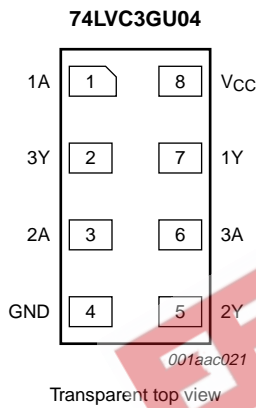 74LVC3GU04
1A 1 8 VCC
3Y 2 7 1Y
2A 3 6 3A
GND 4 5 2Y
001aac021
Transparent top view